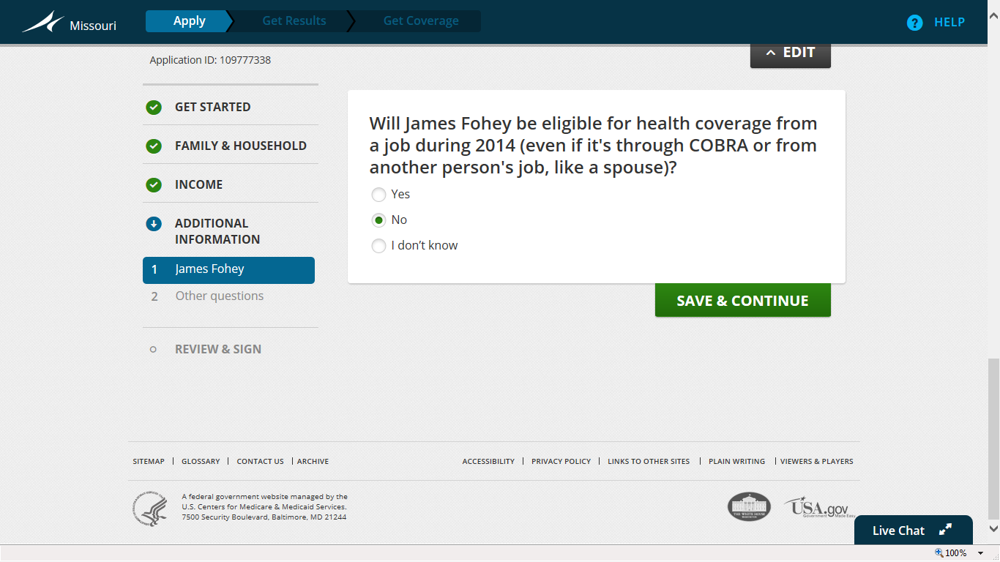 Missouri
Apply
Get Results
Get Coverage
? HELP
Application ID: 109777338
EDIT
GET STARTED
FAMILY & HOUSEHOLD
INCOME
ADDITIONAL
INFORMATION
1 James Fohey
2 Other questions
REVIEW & SIGN
Will James Fohey be eligible for health coverage from
a job during 2014 (even if it's through COBRA or from
another person's job, like a spouse)?
Yes
No
I don’t know
SAVE & CONTINUE
SITEMAP | GLOSSARY | CONTACT US | ARCHIVE
ACCESSIBILITY | PRIVACY POLICY | LINKS TO OTHER SITES | PLAIN WRITING | VIEWERS & PLAYERS
A federal government website managed by the
U.S. Centers for Medicare & Medicaid Services.
7500 Security Boulevard, Baltimore, MD 21244
THE WHITE HOUSE
USA.gov
Government Made Easy
Live Chat
100%